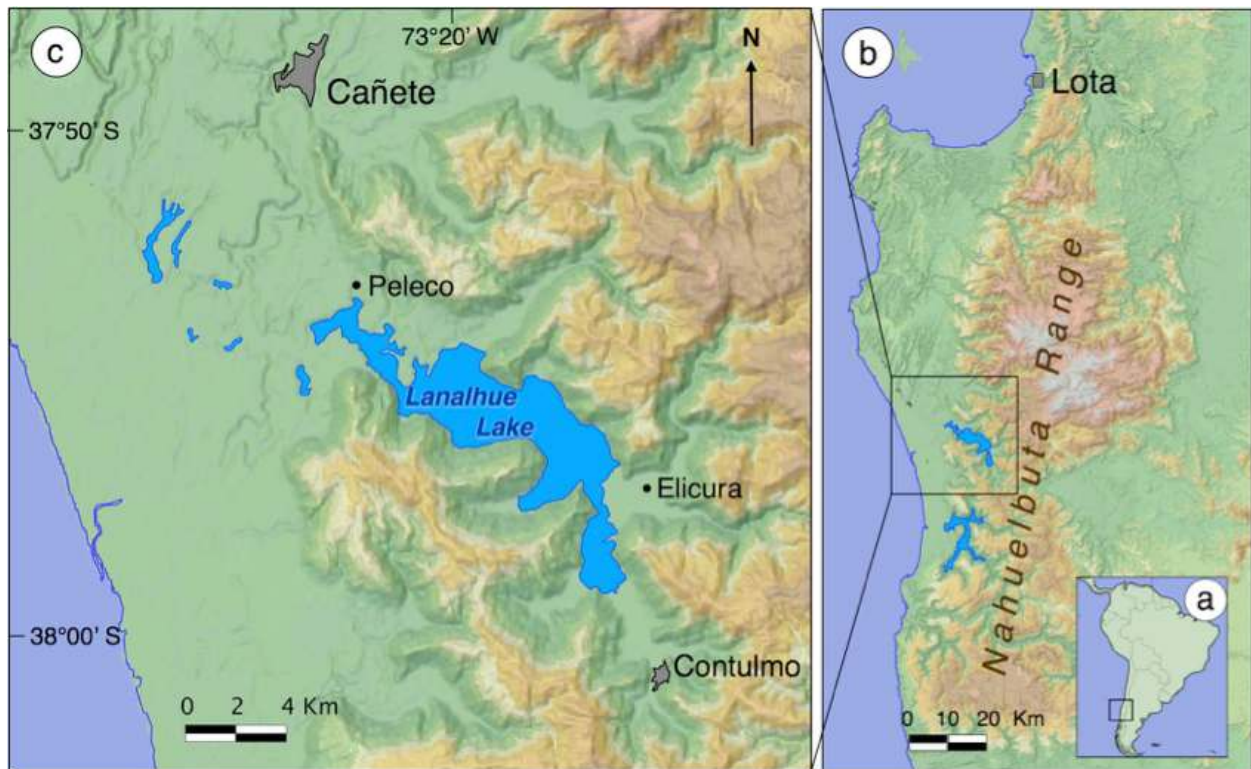 c
73°20' W
N
Cañete
37°50' S
Peleco
Lanalhue
Lake
Elicura
38°00' S
Contulmo
0 2 4 Km
b
Lota
Nahuelbuta Range
a
0 10 20 Km